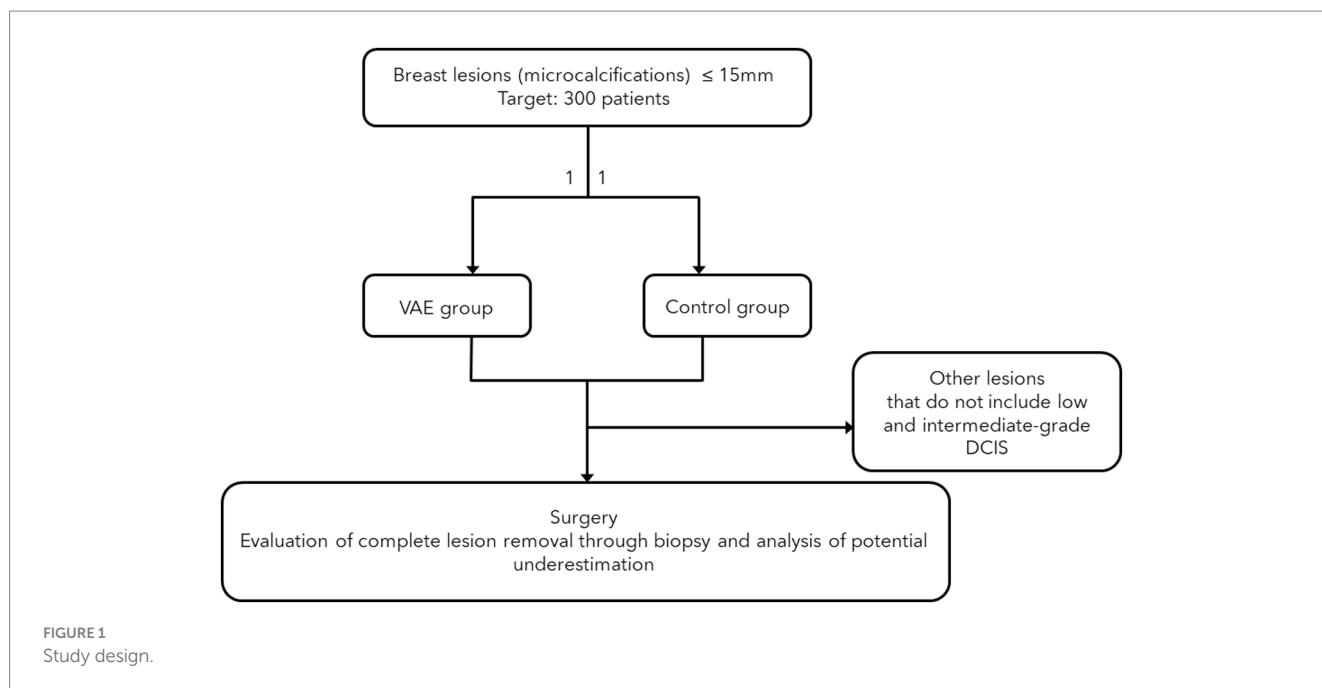 Breast lesions (microcalcifications) ≤ 15mm
Target: 300 patients
1 1
VAE group
Control group
Other lesions
that do not include low
and intermediate-grade
DCIS
Surgery
Evaluation of complete lesion removal through biopsy and analysis of potential
underestimation
FIGURE 1
Study design.